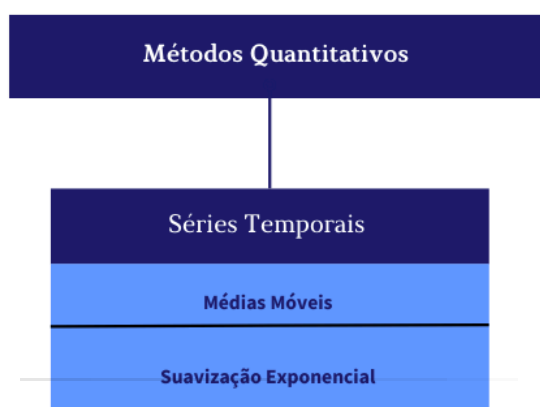 Métodos Quantitativos
Séries Temporais
Médias Móveis
Suavização Exponencial